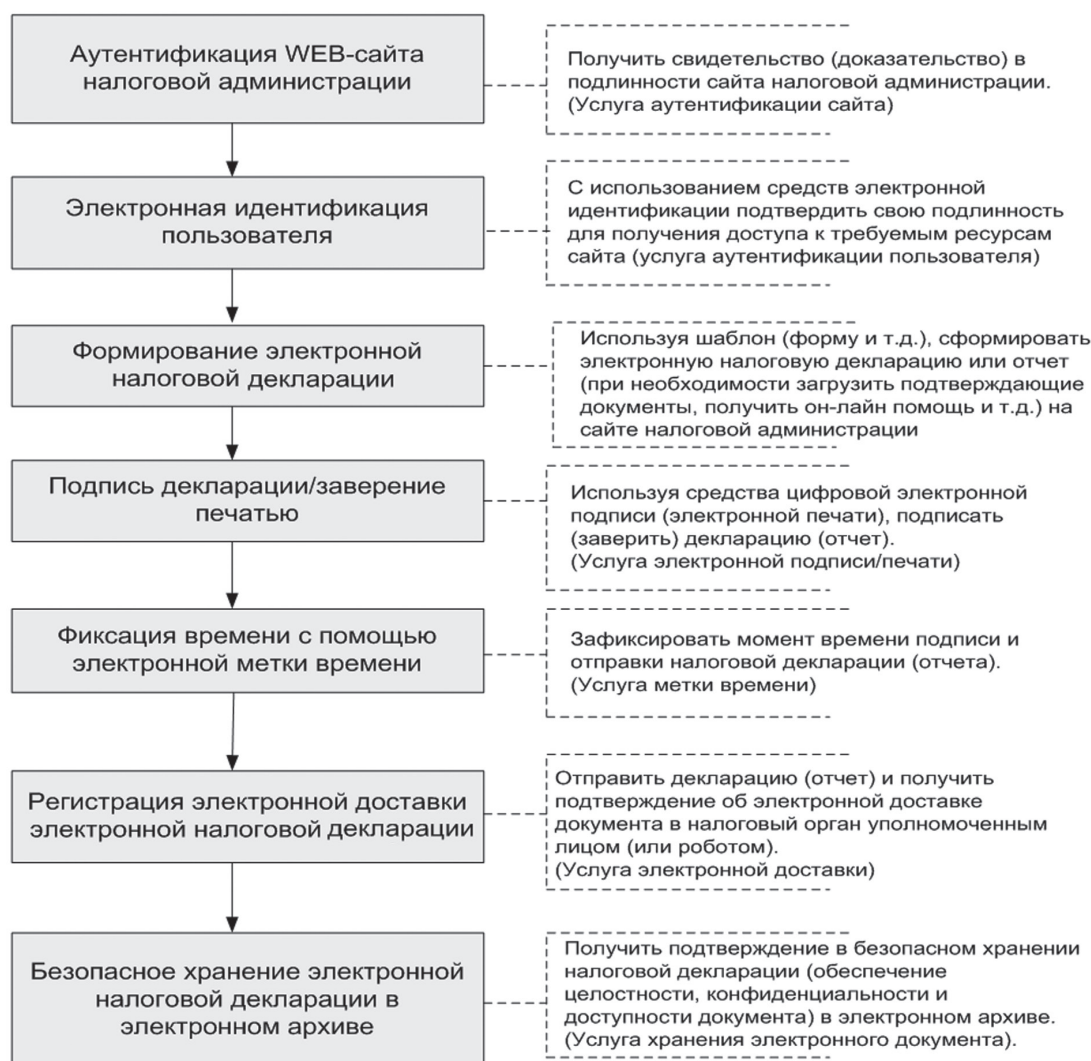 Аутентификация WEB-сайта
налоговой администрации
Получить свидетельство (доказательство) в
подлинности сайта налоговой администрации.
(Услуга аутентификации сайта)
Электронная идентификация
пользователя
С использованием средств электронной
идентификации подтвердить свою подлинность
для получения доступа к требуемым ресурсам
сайта (услуга аутентификации пользователя)
Формирование электронной
налоговой декларации
Используя шаблон (форму и т.д.), сформировать
электронную налоговую декларацию или отчет
(при необходимости загрузить подтверждающие
документы, получить он-лайн помощь и т.д.) на
сайте налоговой администрации
Подпись декларации/заверение
печатью
Используя средства цифровой электронной
подписи (электронной печати), подписать
(заверить) декларацию (отчет).
(Услуга электронной подписи/печати)
Фиксация времени с помощью
электронной метки времени
Зафиксировать момент времени подписи и
отправки налоговой декларации (отчета).
(Услуга метки времени)
Регистрация электронной доставки
электронной налоговой декларации
Отправить декларацию (отчет) и получить
подтверждение об электронной доставке
документа в налоговый орган уполномоченным
лицом (или роботом).
(Услуга электронной доставки)
Безопасное хранение электронной
налоговой декларации в
электронном архиве
Получить подтверждение в безопасном хранении
налоговой декларации (обеспечение
целостности, конфиденциальности и
доступности документа) в электронном архиве.
(Услуга хранения электронного документа).